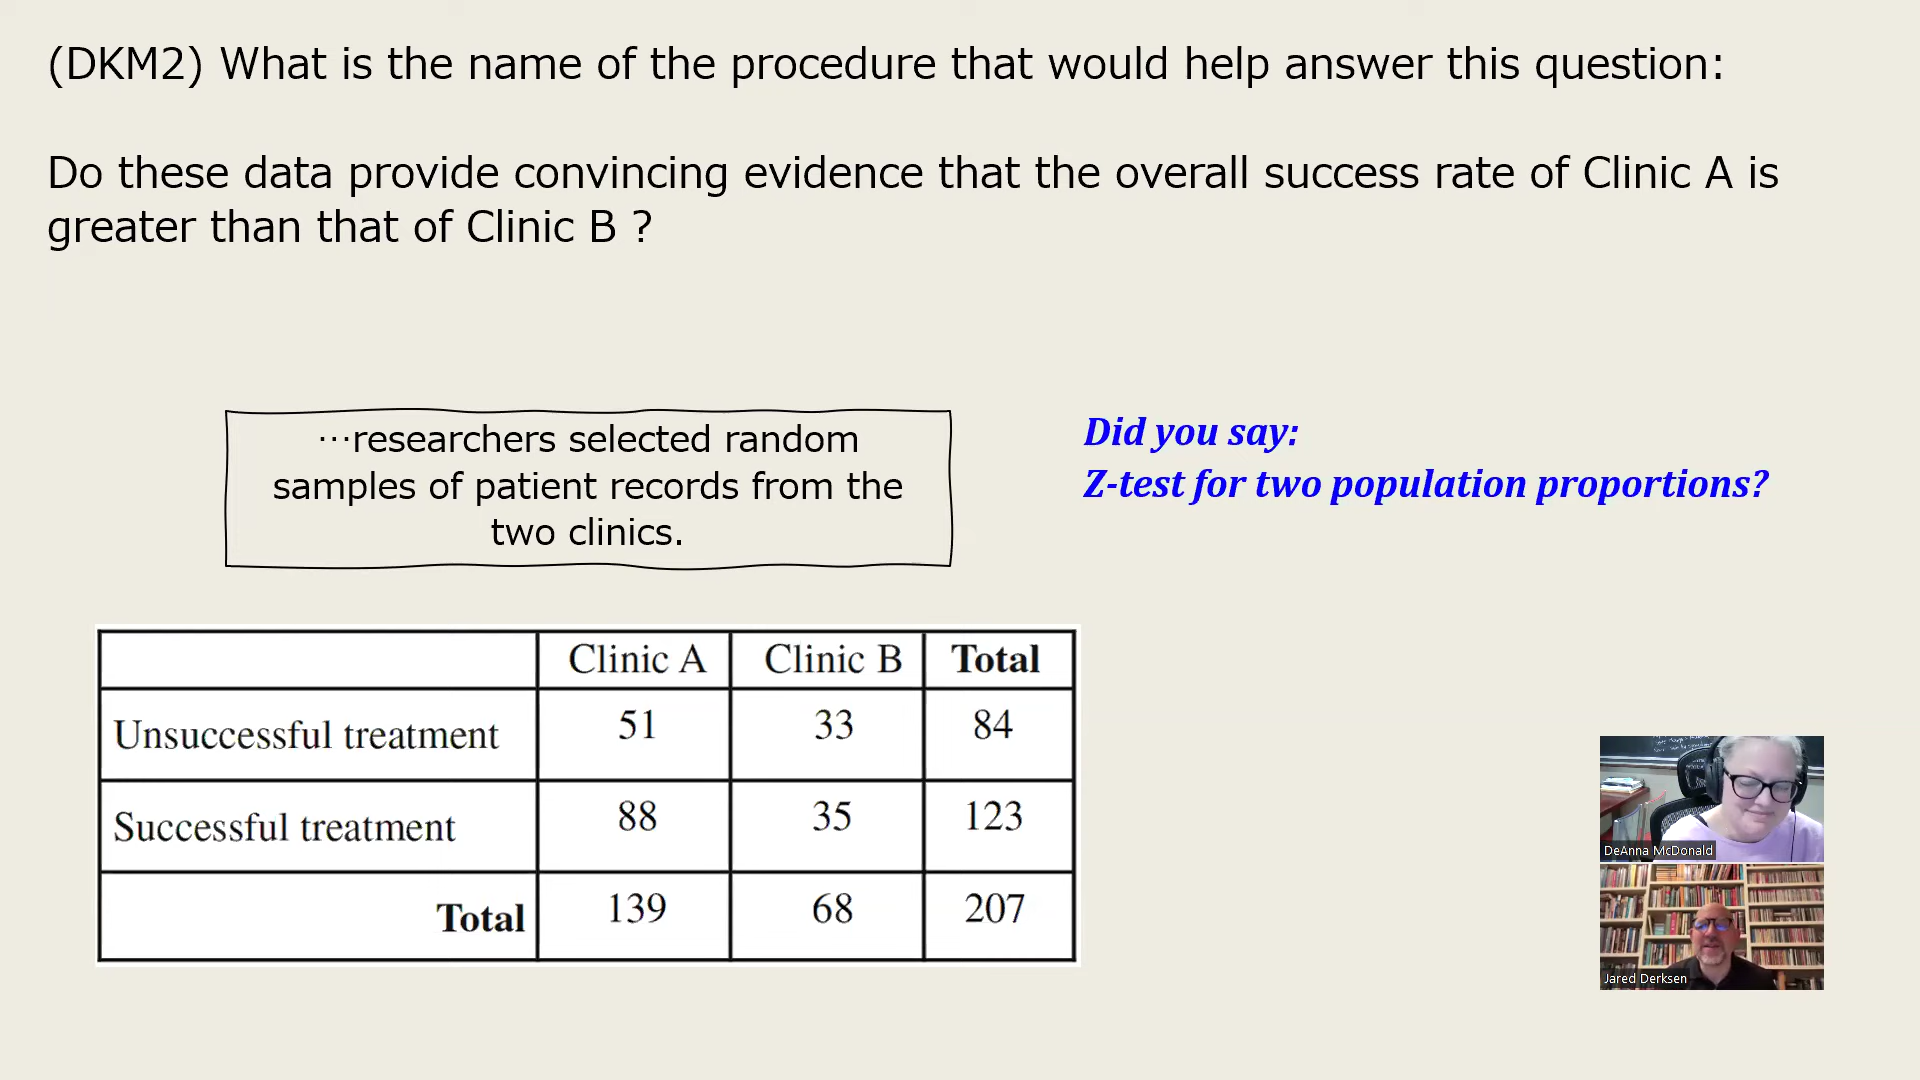 (DKM2) What is the name of the procedure that would help answer this question:
Do these data provide convincing evidence that the overall success rate of Clinic A is
greater than that of Clinic B ?
⋯researchers selected random
samples of patient records from the
two clinics.
Did you say:
Z-test for two population proportions?
Clinic A Clinic B Total
Unsuccessful treatment 51 33 84
Successful treatment 88 35 123
Total 139 68 207
DeAnna McDonald
Jared Derksen